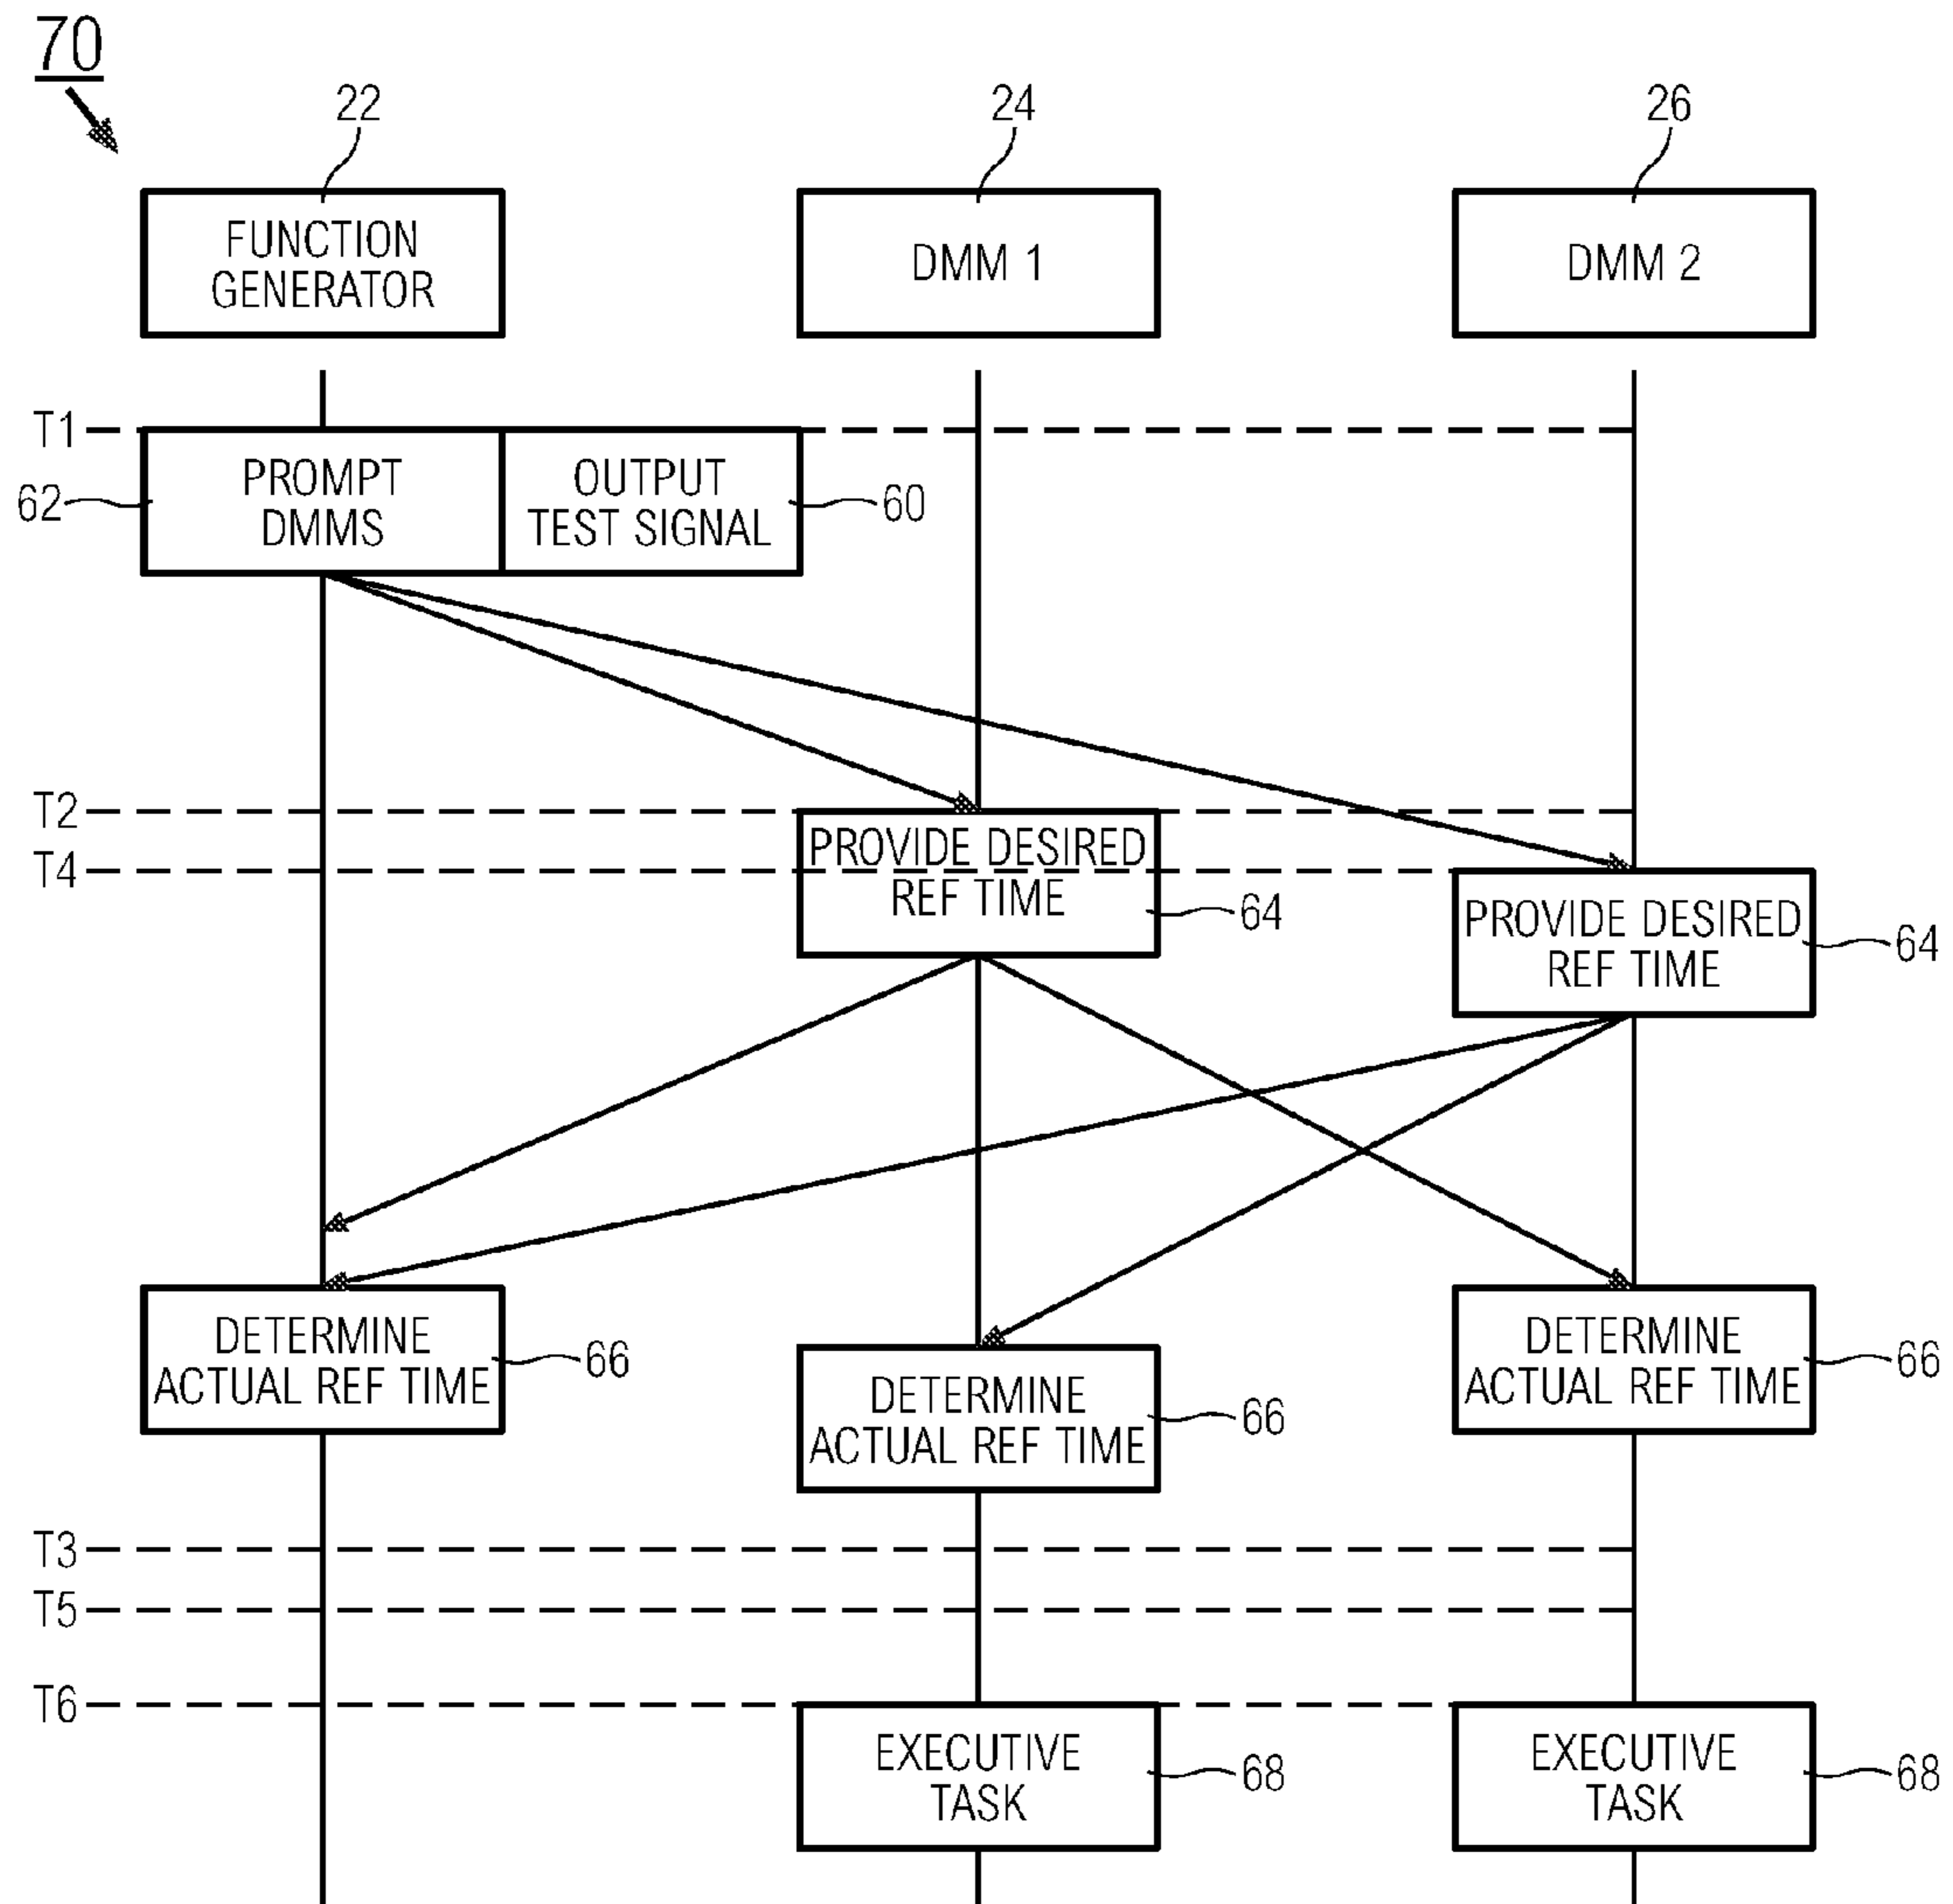 70
22
24
26
FUNCTION
GENERATOR
DMM 1
DMM 2
T1
PROMPT
DMMS
OUTPUT
TEST SIGNAL
62
60
T2
PROVIDE DESIRED
REF TIME
64
T4
PROVIDE DESIRED
REF TIME
64
DETERMINE
ACTUAL REF TIME
66
DETERMINE
ACTUAL REF TIME
66
DETERMINE
ACTUAL REF TIME
66
T3
T5
T6
EXECUTIVE
TASK
68
EXECUTIVE
TASK
68